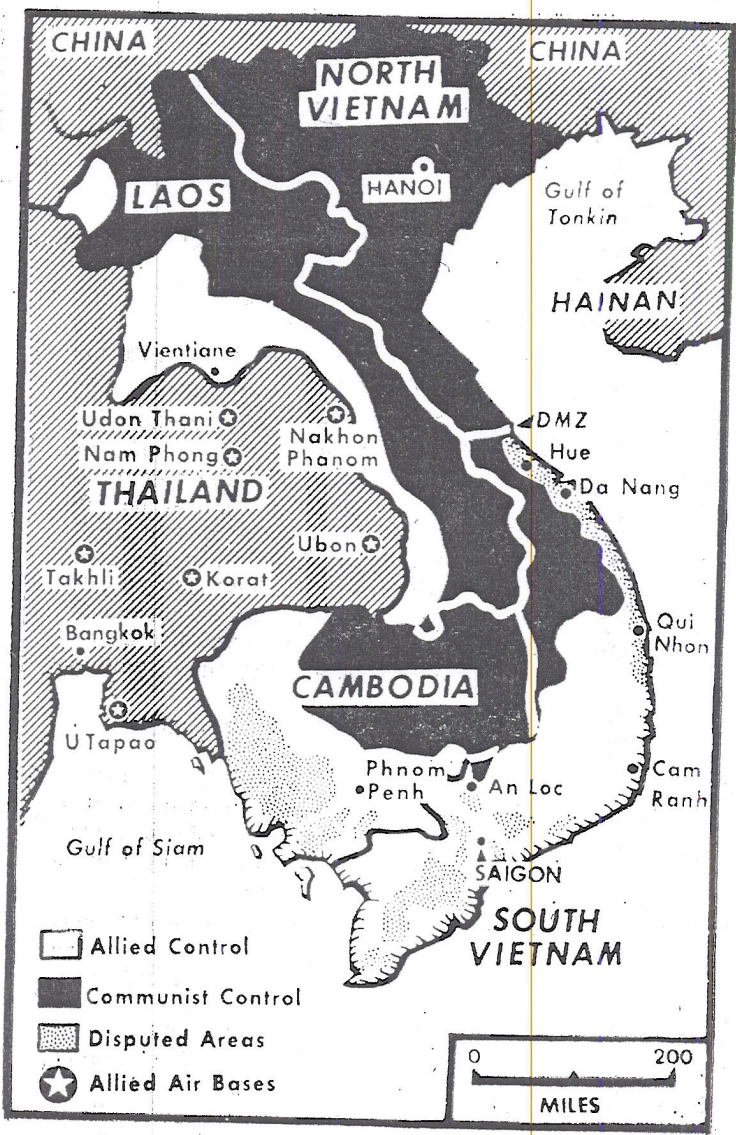 CHINA
CHINA
NORTH
VIETNAM
HANOI
LAOS
Gulf of
Tonkin
HAINAN
Vientiane
Udon Thani
Nakhon
Phanom
Nam Phong
THAILAND
DMZ
Hue
Da Nang
Ubon
Takhli
Korat
Bangkok
Qui
Nhon
CAMBODIA
U Tapao
Phnom
Penh
An Loc
Cam
Ranh
Gulf of Siam
SAIGON
SOUTH
VIETNAM
Allied Control
Communist Control
Disputed Areas
Allied Air Bases
0 200
MILES